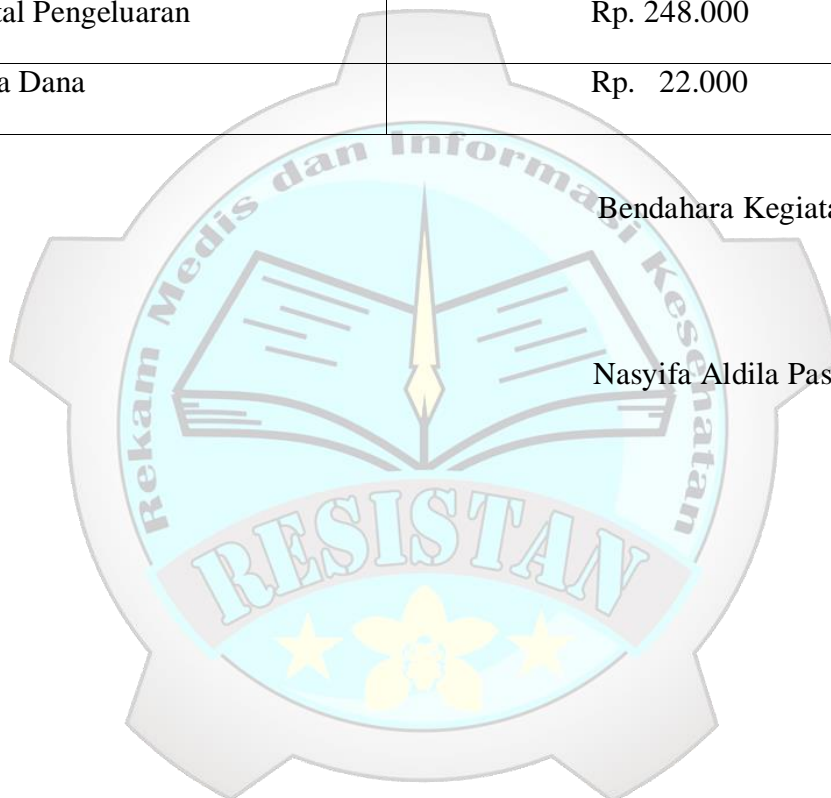 tal Pengeluaran Rp. 248.000
a Dana Rp. 22.000
Bendahara Kegiata
Nasyifa Aldila Pas
Rekam Medis dan Informasi Kesehatan
RESISTAN